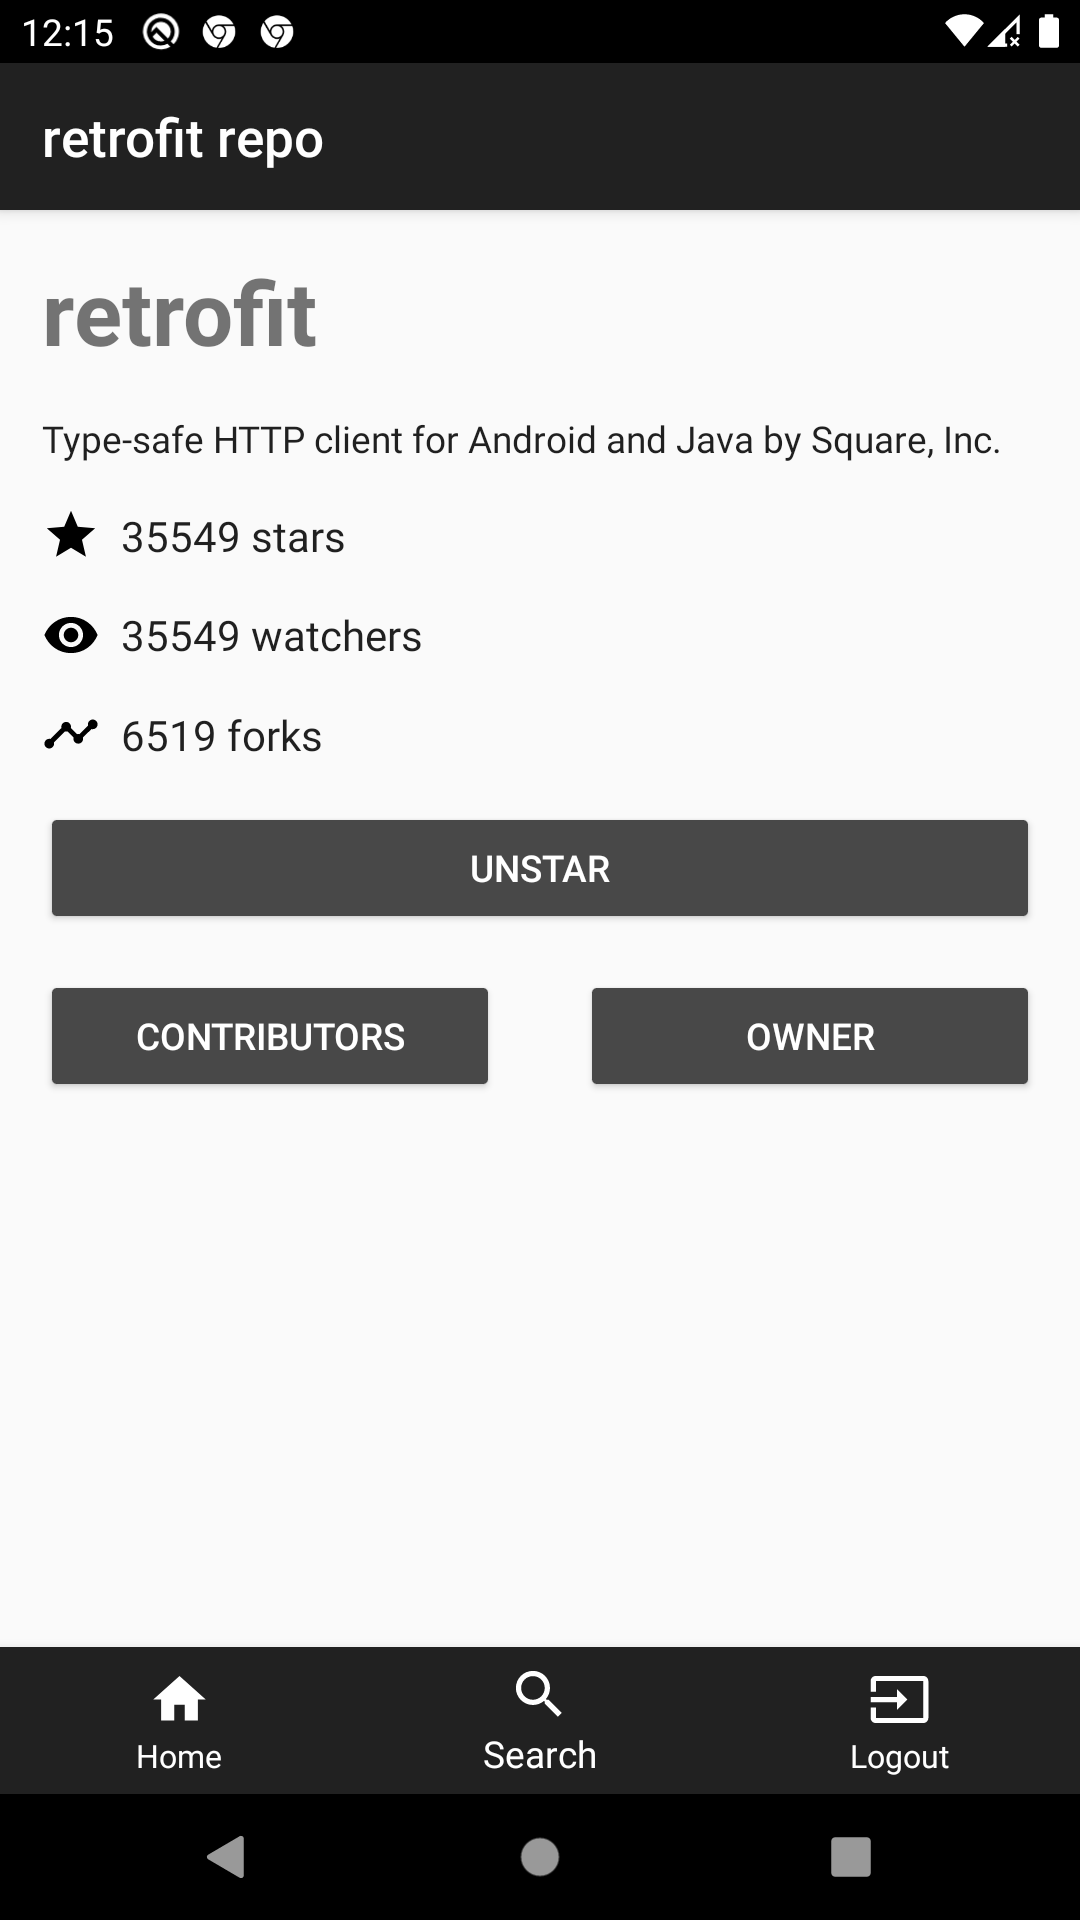 12:15
retrofit repo
retrofit
Type-safe HTTP client for Android and Java by Square, Inc.
35549 stars
35549 watchers
6519 forks
UNSTAR
CONTRIBUTORS OWNER
Home Search Logout